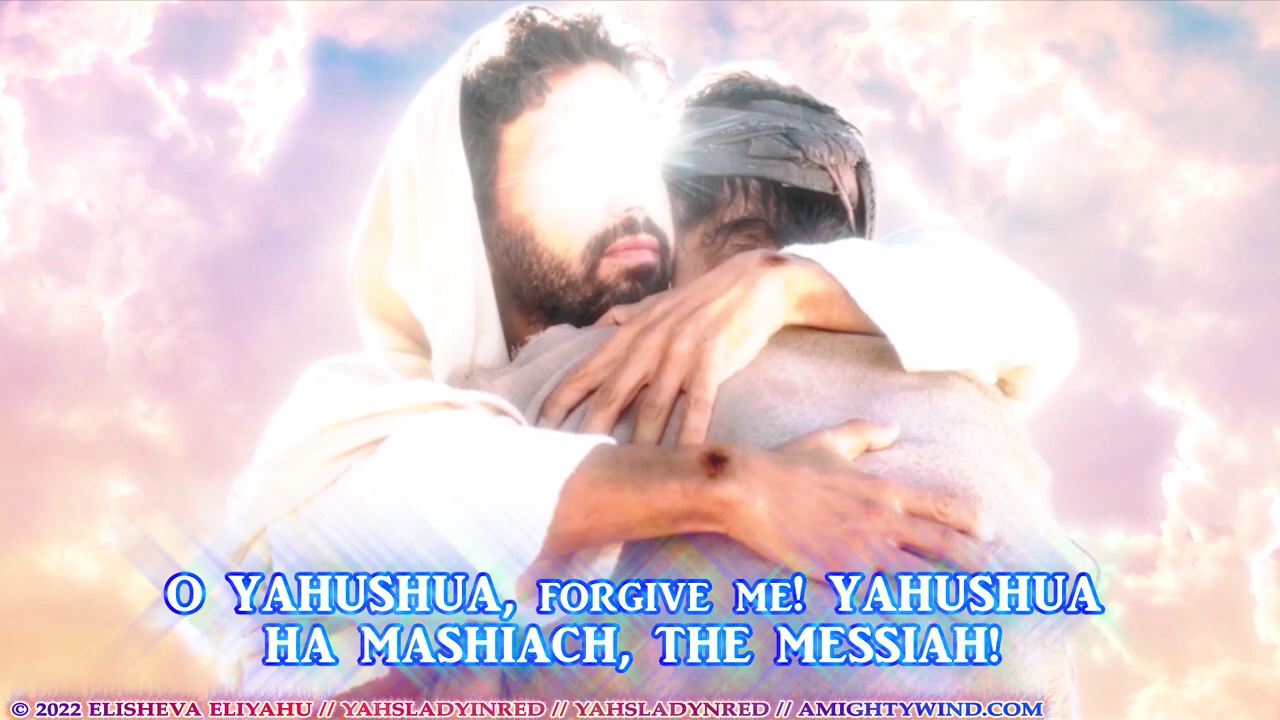 O YAHUSHUA, FORGIVE ME! YAHUSHUA
HA MASHIACH, THE MESSIAH!
© 2022 ELISHEVA ELIYAHU // YAHSLADYINRED // YAHSLADYNRED // AMIGHTYWIND.COM